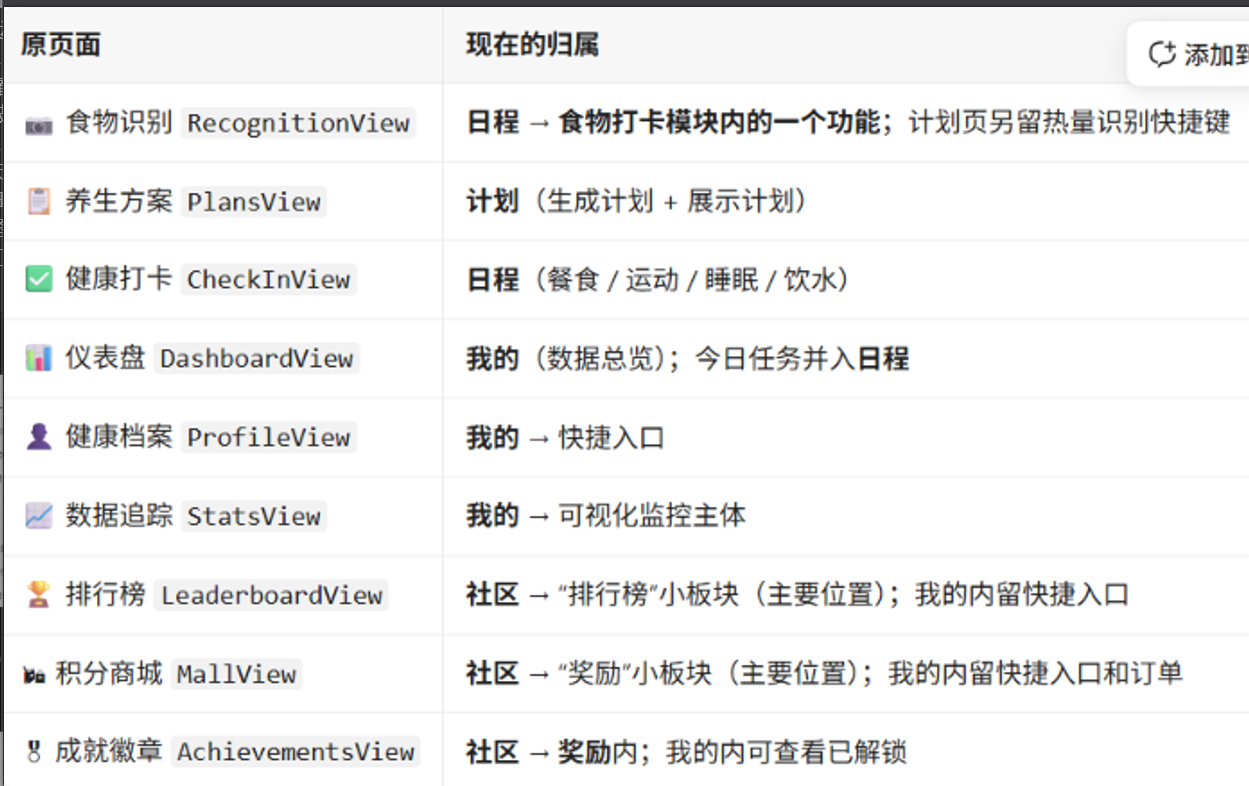 原页面 现在的归属
添加到
食物识别 RecognitionView 日程 → 食物打卡模块内的一个功能；计划页另留热量识别快捷键
养生方案 PlansView 计划（生成计划 + 展示计划）
健康打卡 CheckInView 日程（餐食 / 运动 / 睡眠 / 饮水）
仪表盘 DashboardView 我的（数据总览）；今日任务并入日程
健康档案 ProfileView 我的 → 快捷入口
数据追踪 StatsView 我的 → 可视化监控主体
排行榜 LeaderboardView 社区 → “排行榜”小板块（主要位置）；我的内留快捷入口
积分商城 MallView 社区 → “奖励”小板块（主要位置）；我的内留快捷入口和订单
成就徽章 AchievementsView 社区 → 奖励内；我的内可查看已解锁